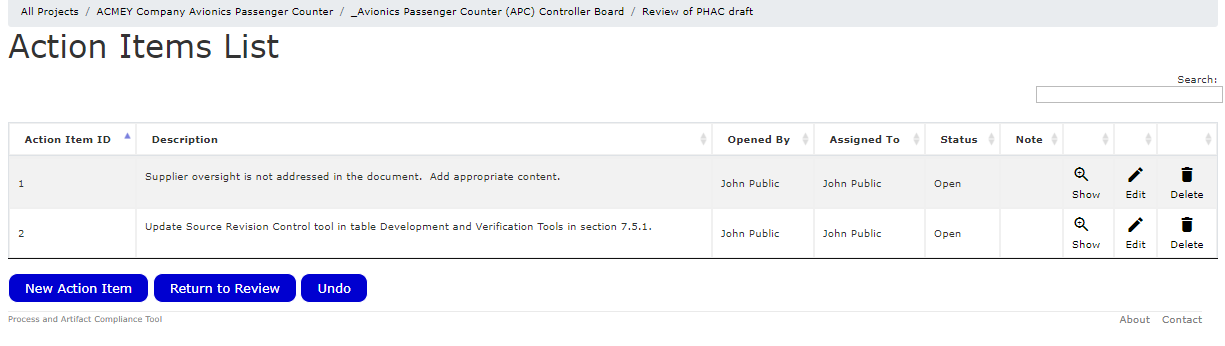 All Projects / ACMEY Company Avionics Passenger Counter / _Avionics Passenger Counter (APC) Controller Board / Review of PHAC draft
Action Items List
Search:
Action Item ID Description Opened By Assigned To Status Note
1 Supplier oversight is not addressed in the document.  Add appropriate content. John Public John Public Open Show Edit Delete
2 Update Source Revision Control tool in table Development and Verification Tools in section 7.5.1. John Public John Public Open Show Edit Delete
New Action Item Return to Review Undo
Process and Artifact Compliance Tool About Contact